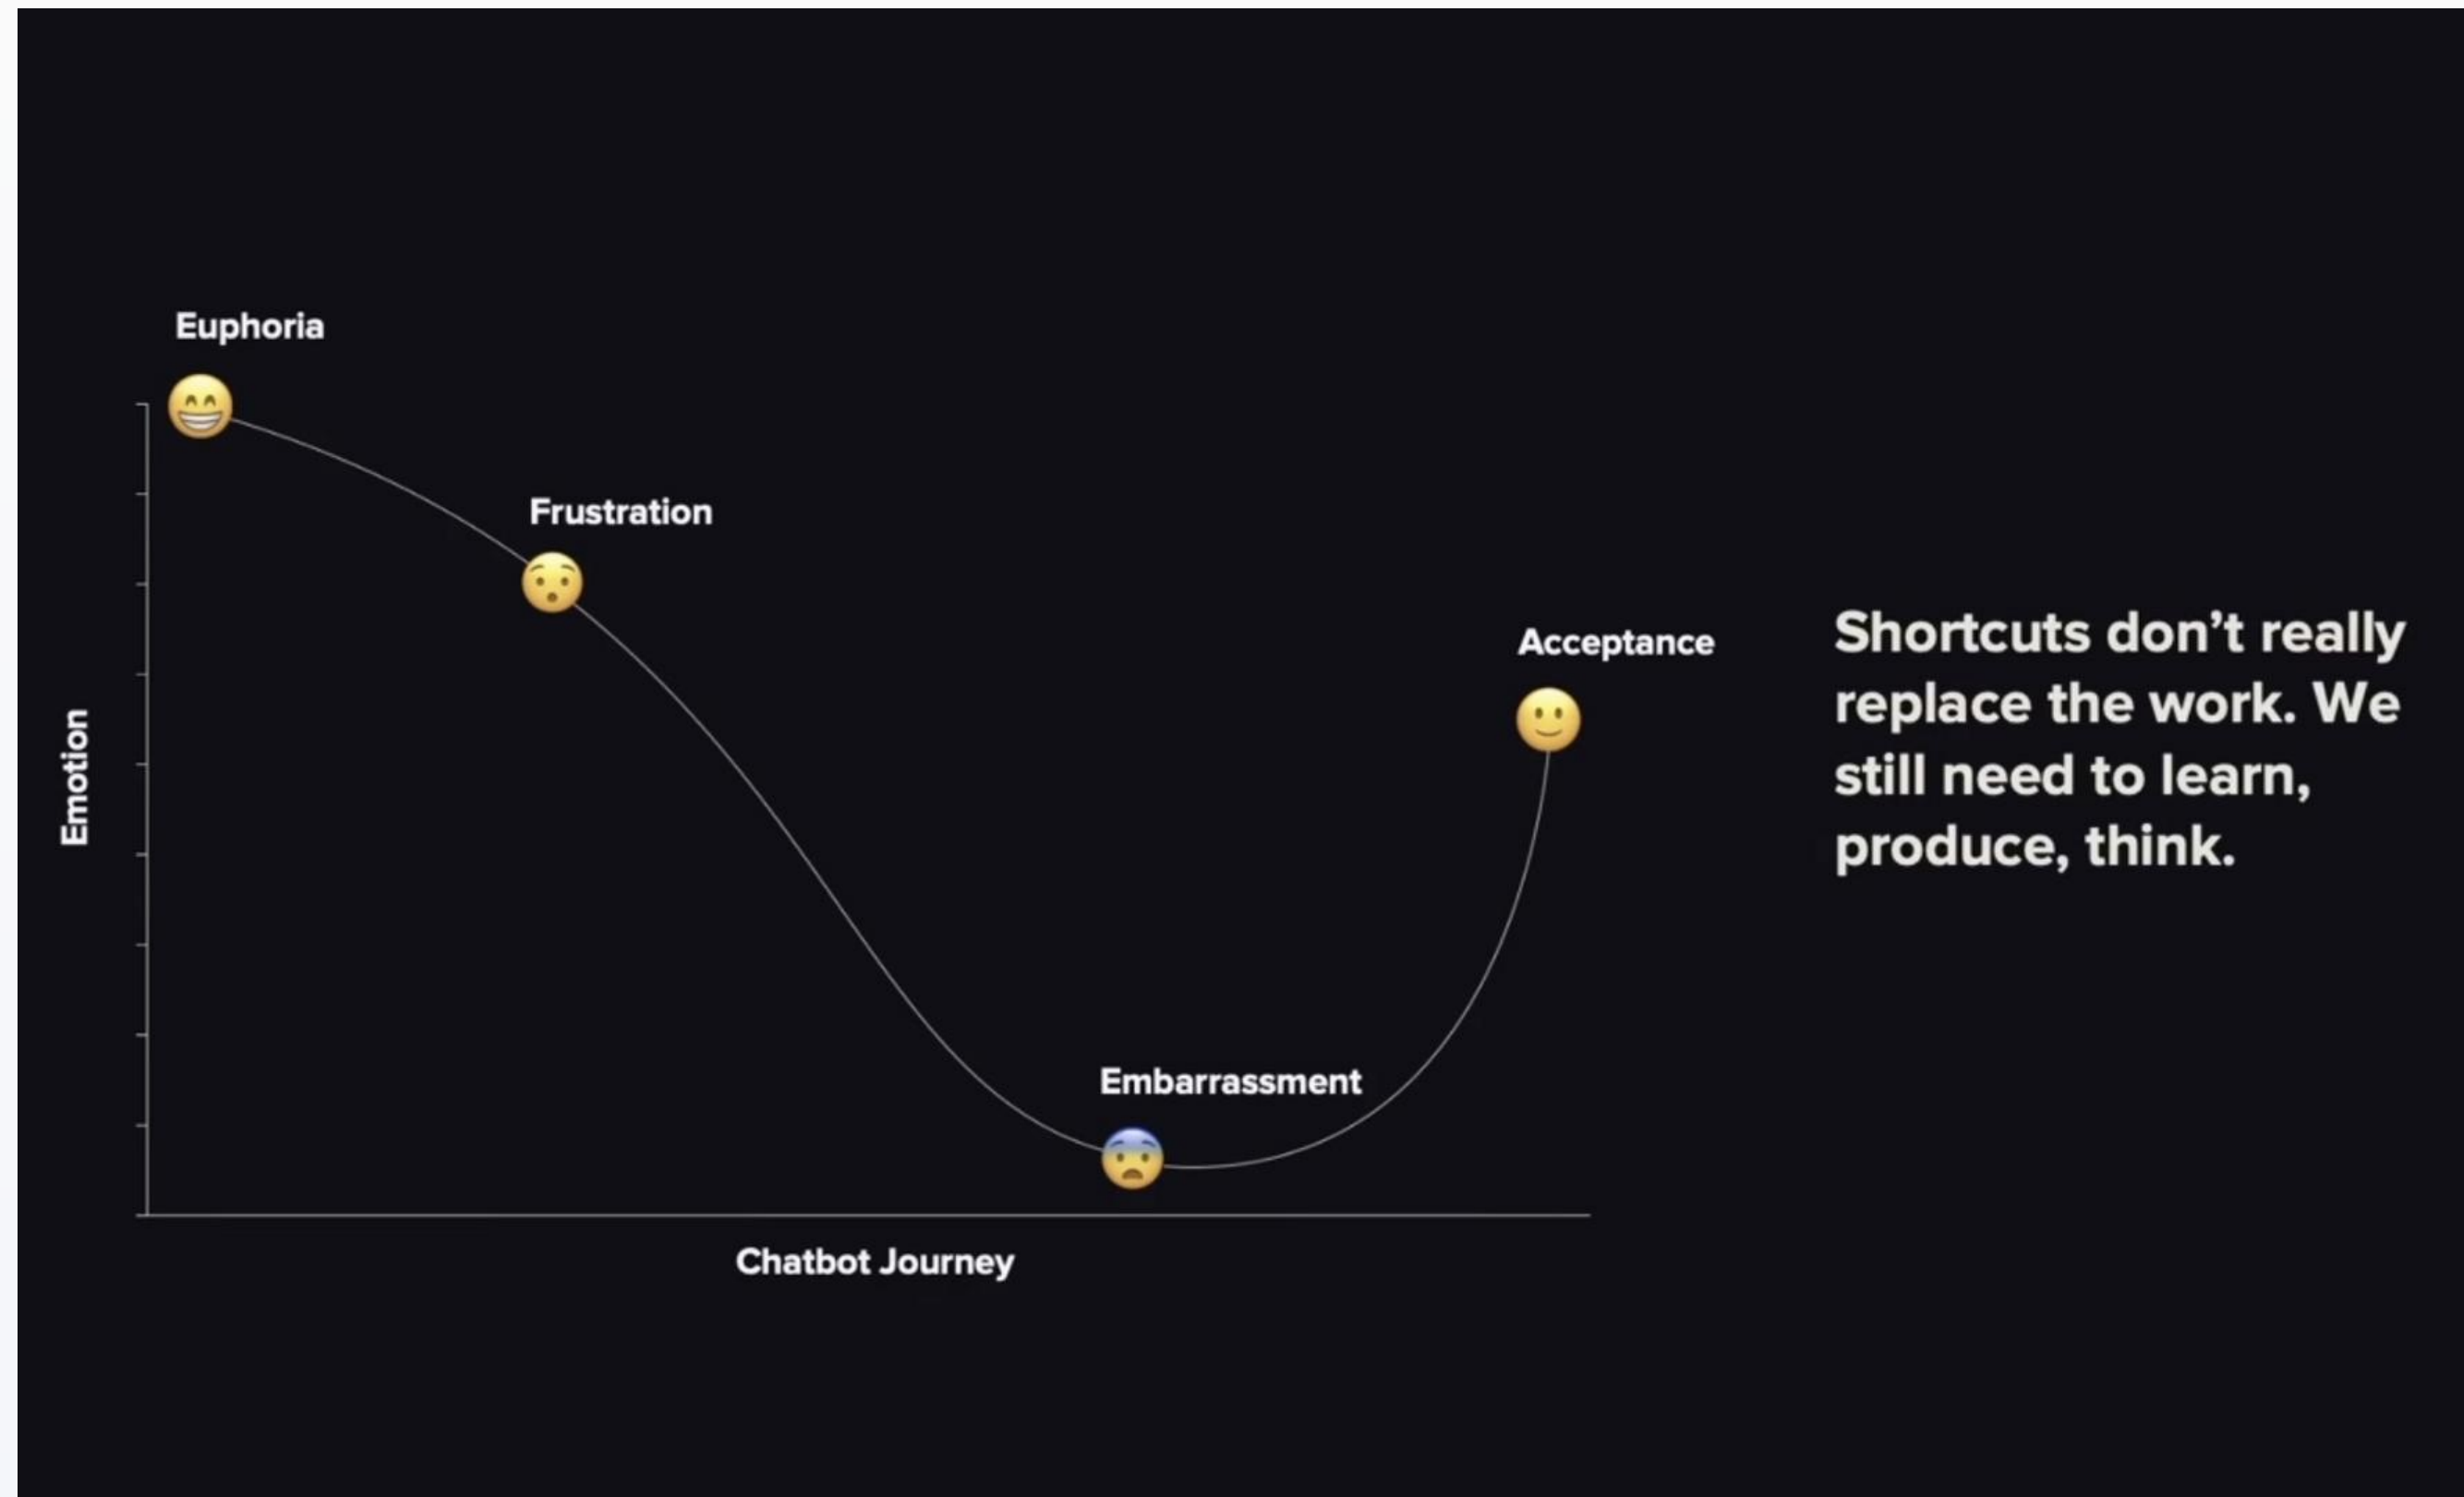 Euphoria
Frustration
Acceptance
Shortcuts don’t really
replace the work. We
still need to learn,
produce, think.
Emotion
Embarrassment
Chatbot Journey